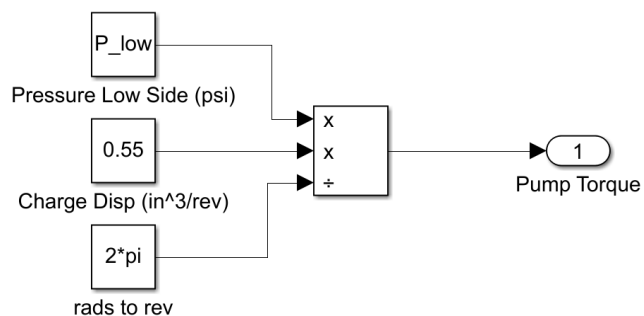 P_low
Pressure Low Side (psi)
x
0.55
x
1
Charge Disp (in^3/rev)
÷
Pump Torque
2*pi
rads to rev